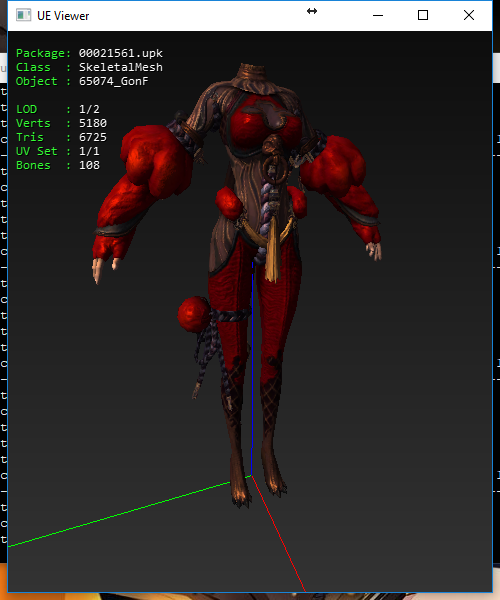 UE Viewer
Package: 00021561.upk
Class : SkeletalMesh
Object : 65074_GonF
LOD : 1/2
Verts : 5180
Tris : 6725
UV Set : 1/1
Bones : 108